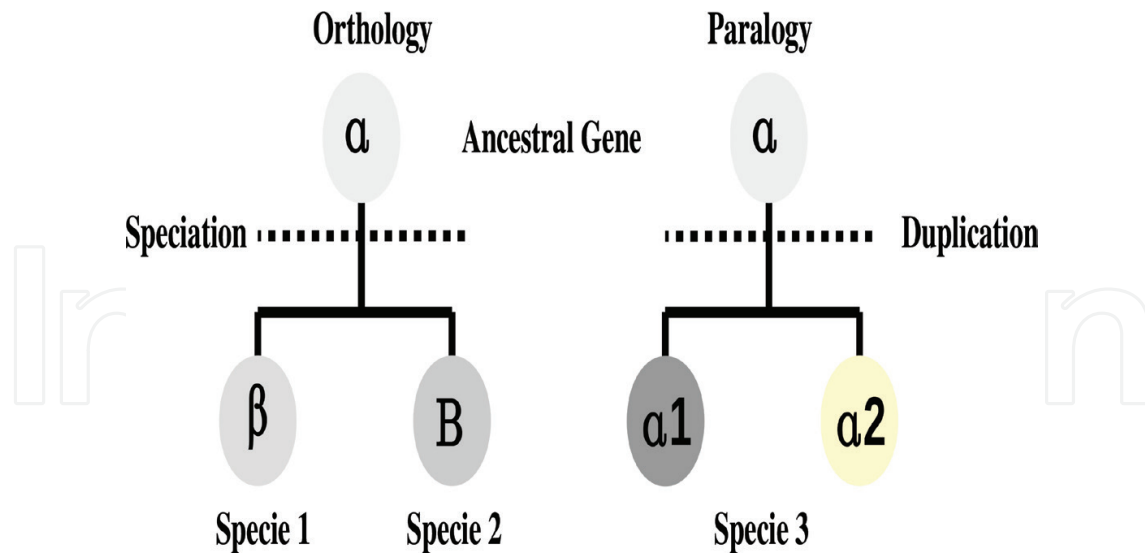 Orthology
Paralogy
α
Ancestral Gene
α
Speciation
Duplication
β
B
α1
α2
Specie 1
Specie 2
Specie 3